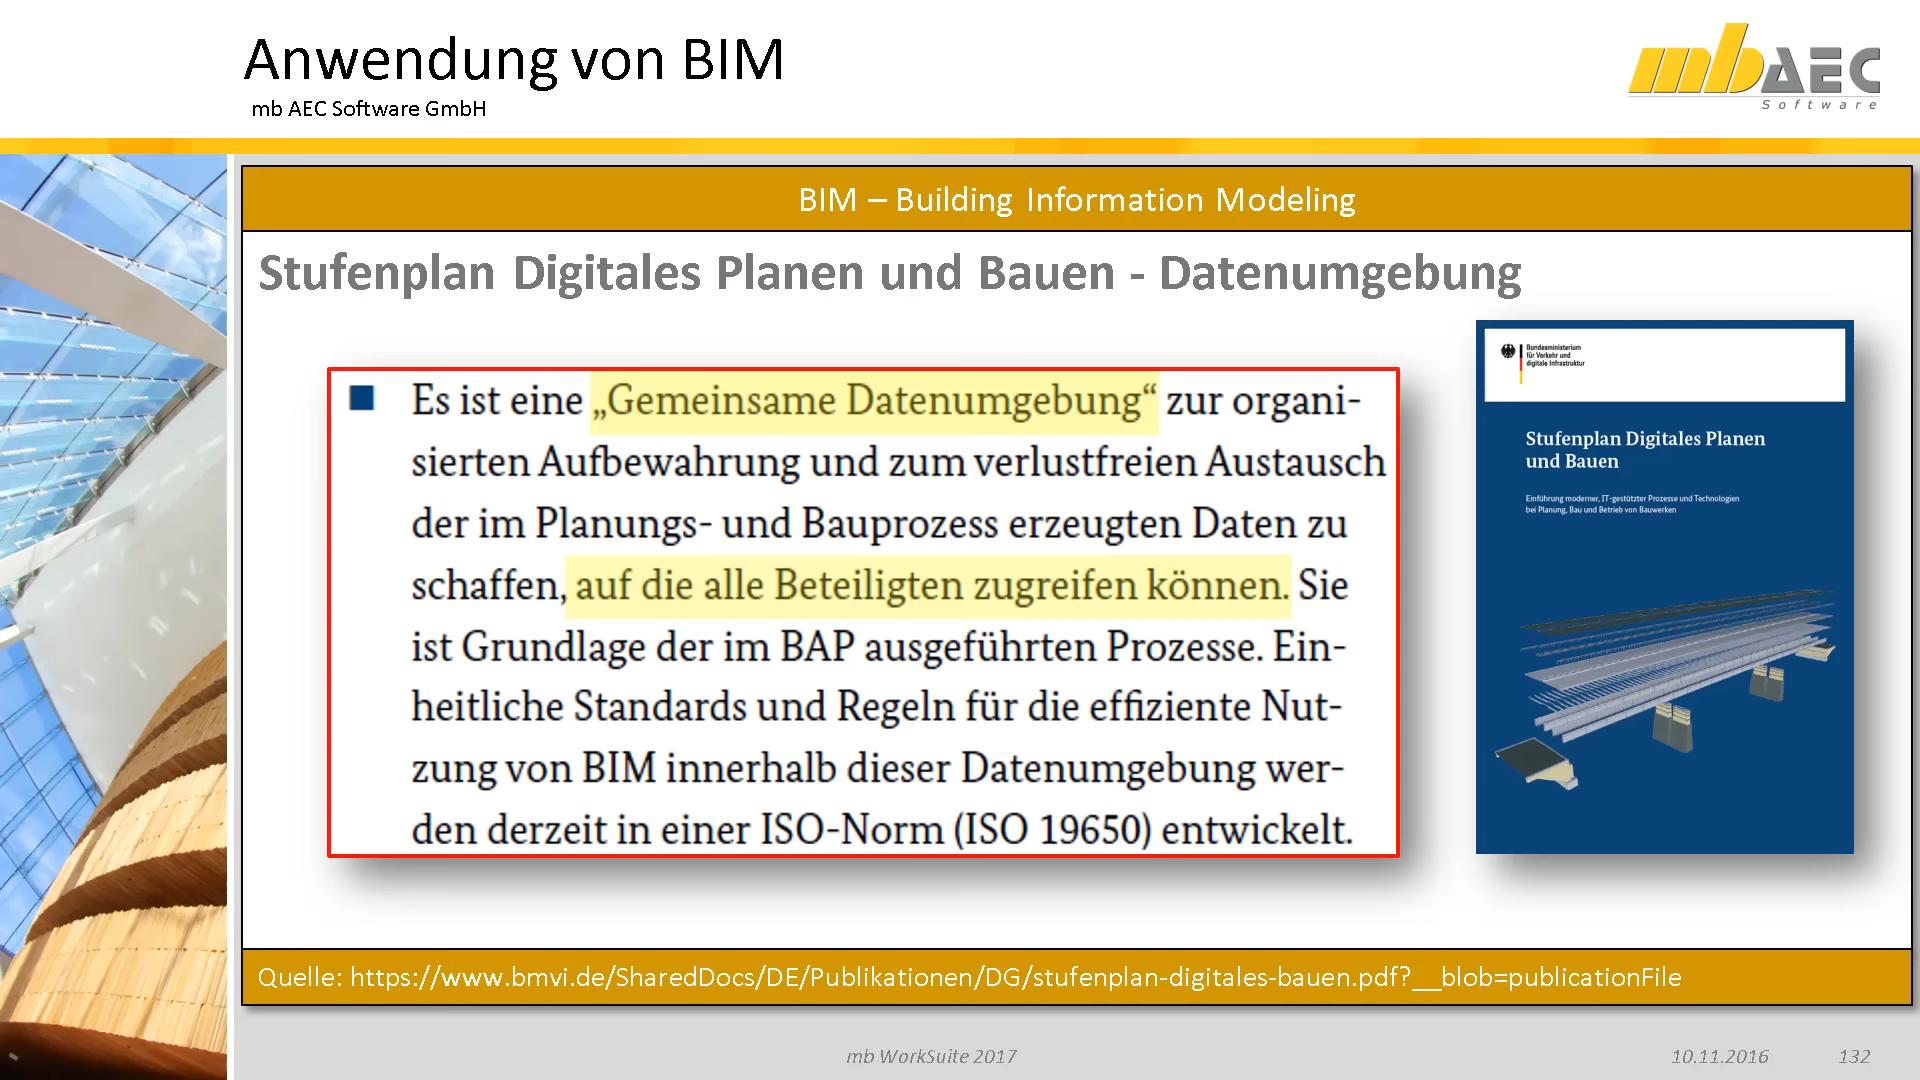 Anwendung von BIM
mb AEC Software GmbH
mbAEC
Software
BIM – Building Information Modeling
Stufenplan Digitales Planen und Bauen - Datenumgebung
Es ist eine „Gemeinsame Datenumgebung“ zur organi-
sierten Aufbewahrung und zum verlustfreien Austausch
der im Planungs- und Bauprozess erzeugten Daten zu
schaffen, auf die alle Beteiligten zugreifen können. Sie
ist Grundlage der im BAP ausgeführten Prozesse. Ein-
heitliche Standards und Regeln für die effiziente Nut-
zung von BIM innerhalb dieser Datenumgebung wer-
den derzeit in einer ISO-Norm (ISO 19650) entwickelt.
Bundesministerium
für Verkehr und
digitale Infrastruktur
Stufenplan Digitales Planen
und Bauen
Einführung moderner, IT-gestützter Prozesse und Technologien
bei Planung, Bau und Betrieb von Bauwerken
Quelle: https://www.bmvi.de/SharedDocs/DE/Publikationen/DG/stufenplan-digitales-bauen.pdf?__blob=publicationFile
mb WorkSuite 2017
10.11.2016
132